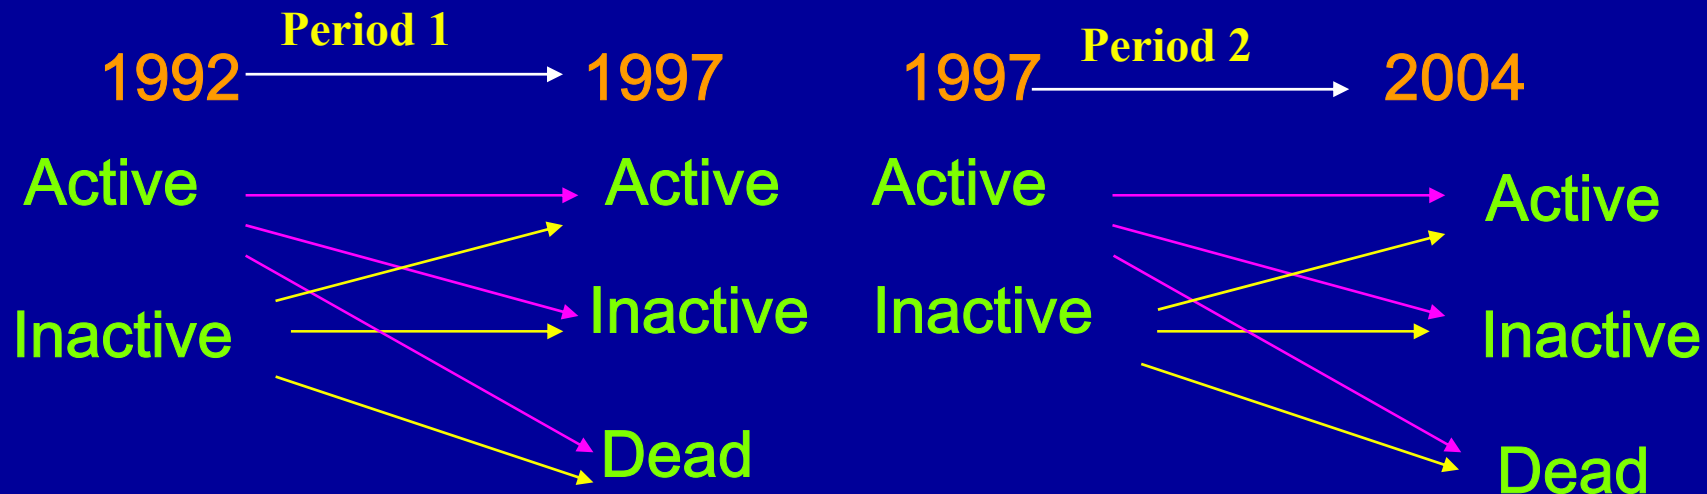 Period 1
1992 1997
Period 2
1997 2004
Active Active
Inactive Inactive
Dead
Active Active
Inactive Inactive
Dead